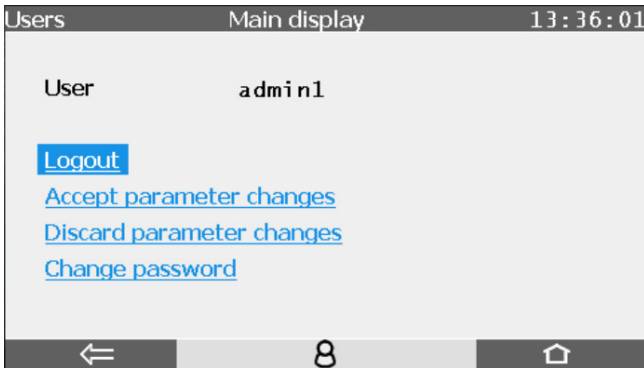 Users Main display 13:36:01
User admin1
Logout
Accept parameter changes
Discard parameter changes
Change password